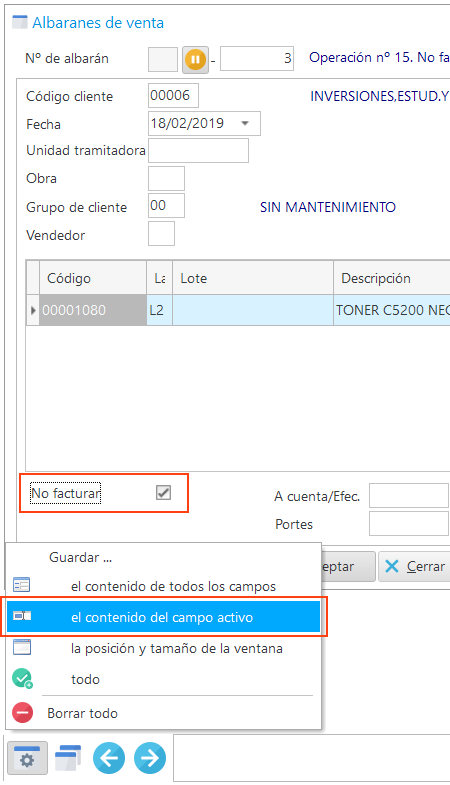 Albaranes de venta
Nº de albarán - 3 Operación nº 15. No fa
Código cliente 00006 INVERSIONES,ESTUD.Y
Fecha 18/02/2019
Unidad tramitadora
Obra
Grupo de cliente 00 SIN MANTENIMIENTO
Vendedor
Código La Lote Descripción
00001080 L2 TONER C5200 NEG
No facturar
A cuenta/Efec.
Portes
Guardar ...
eptar Cerrar
el contenido de todos los campos
el contenido del campo activo
la posición y tamaño de la ventana
todo
Borrar todo